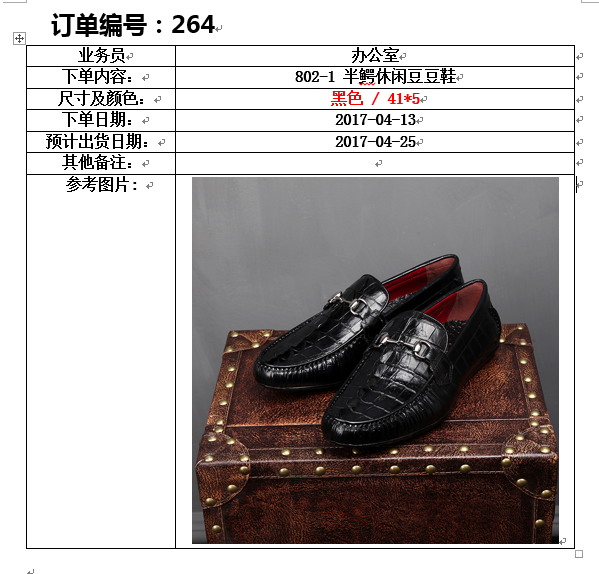 订单编号：264
业务员 办公室
下单内容： 802-1 半鳄休闲豆豆鞋
尺寸及颜色： 黑色 / 41*5
下单日期： 2017-04-13
预计出货日期： 2017-04-25
其他备注：
参考图片：